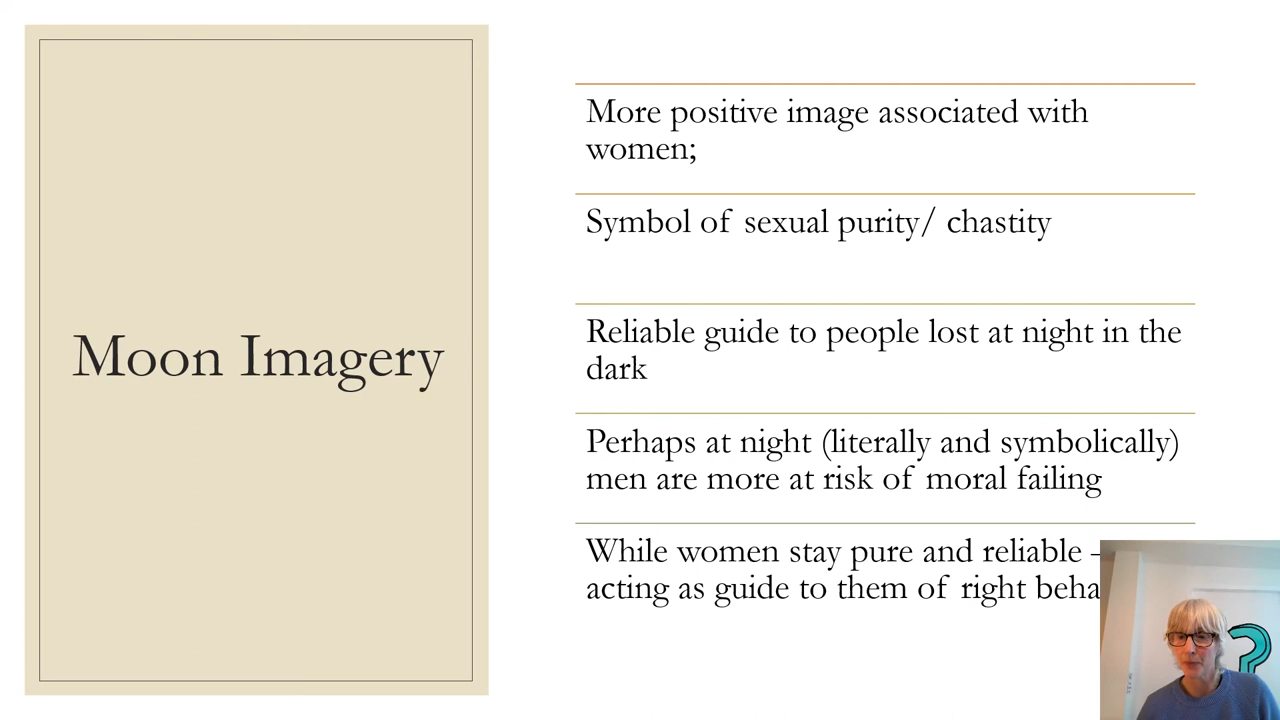 Moon Imagery
More positive image associated with
women;
Symbol of sexual purity/ chastity
Reliable guide to people lost at night in the
dark
Perhaps at night (literally and symbolically)
men are more at risk of moral failing
While women stay pure and reliable –
acting as guide to them of right beha
?